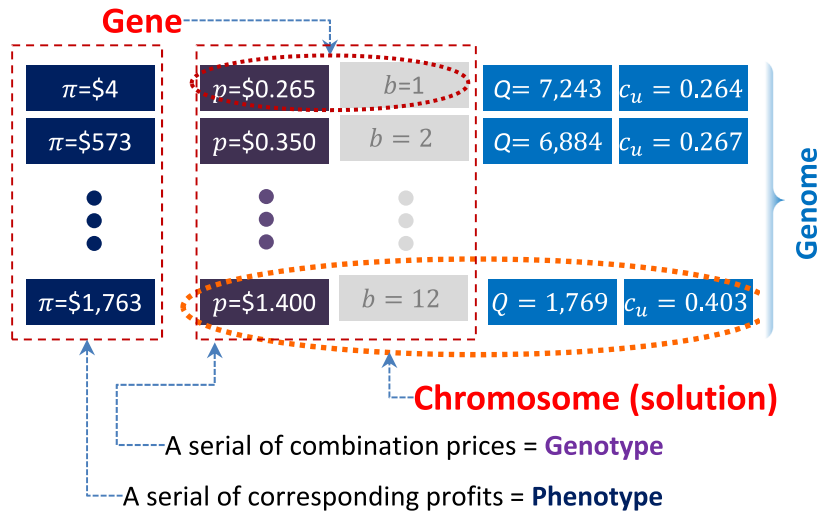 Gene
π=$4 p=$0.265 b=1 Q= 7,243 c_u = 0.264
π=$573 p=$0.350 b = 2 Q= 6,884 c_u = 0.267
π=$1,763 p=$1.400 b = 12 Q = 1,769 c_u = 0.403
Genome
Chromosome (solution)
A serial of combination prices = Genotype
A serial of corresponding profits = Phenotype